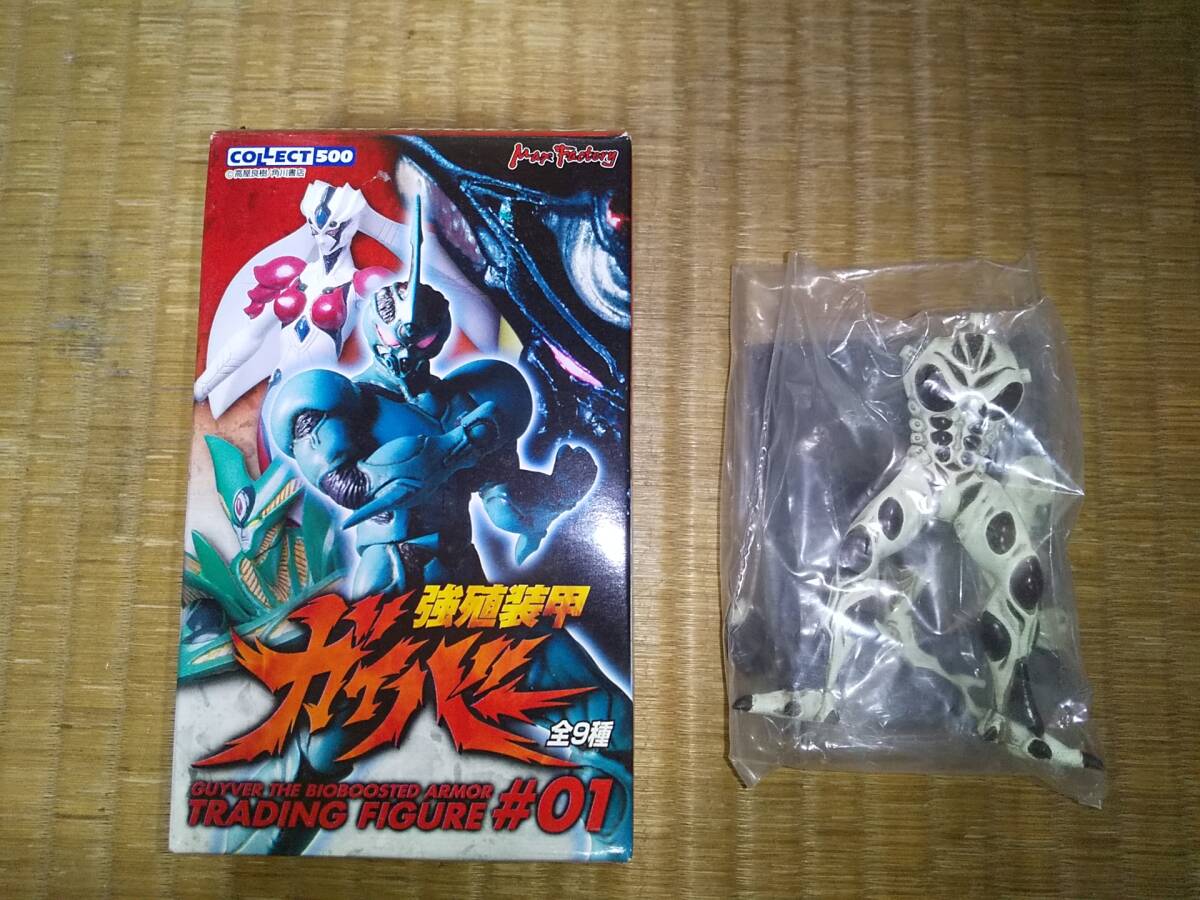 COLLECT 500
©高屋良樹・角川書店
Max Factory
強殖装甲
ガイバー
全9種
GUYVER THE BIOBOOSTED ARMOR
TRADING FIGURE #01